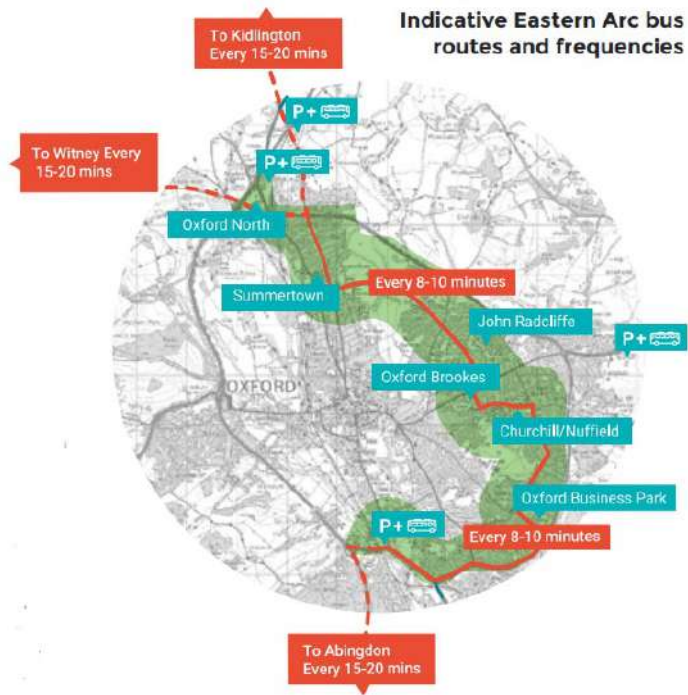 Indicative Eastern Arc bus
routes and frequencies
To Kidlington
Every 15-20 mins
P+
To Witney Every
15-20 mins
P+
Oxford North
Every 8-10 minutes
Summertown
John Radcliffe
P+
Oxford Brookes
OXFORD
Churchill/Nuffield
Oxford Business Park
P+
Every 8-10 minutes
To Abingdon
Every 15-20 mins